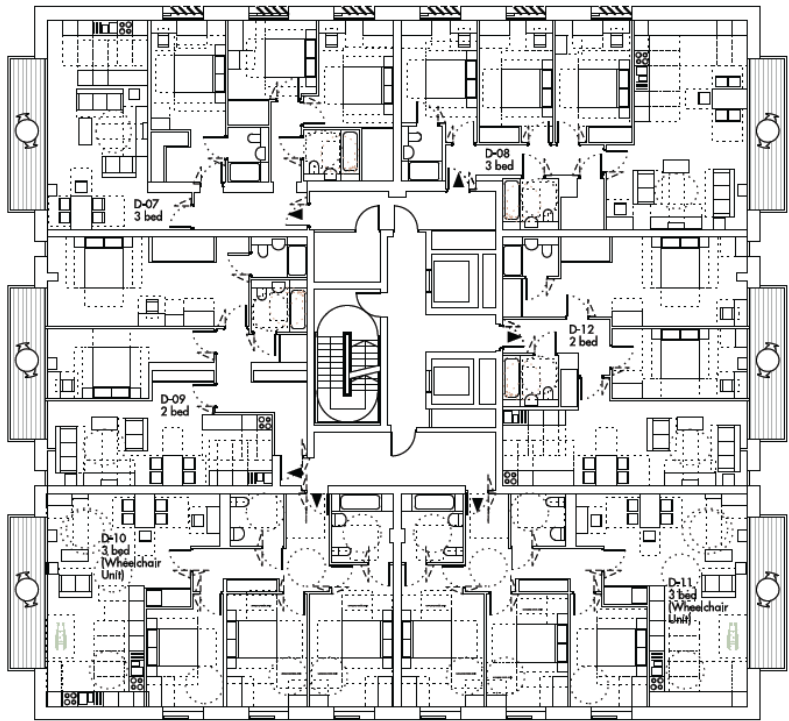 D-07
3 bed
D-08
3 bed
D-09
2 bed
D-12
2 bed
D-10
3 bed
(Wheelchair
Unit)
D-11
3 bed
(Wheelchair
Unit)